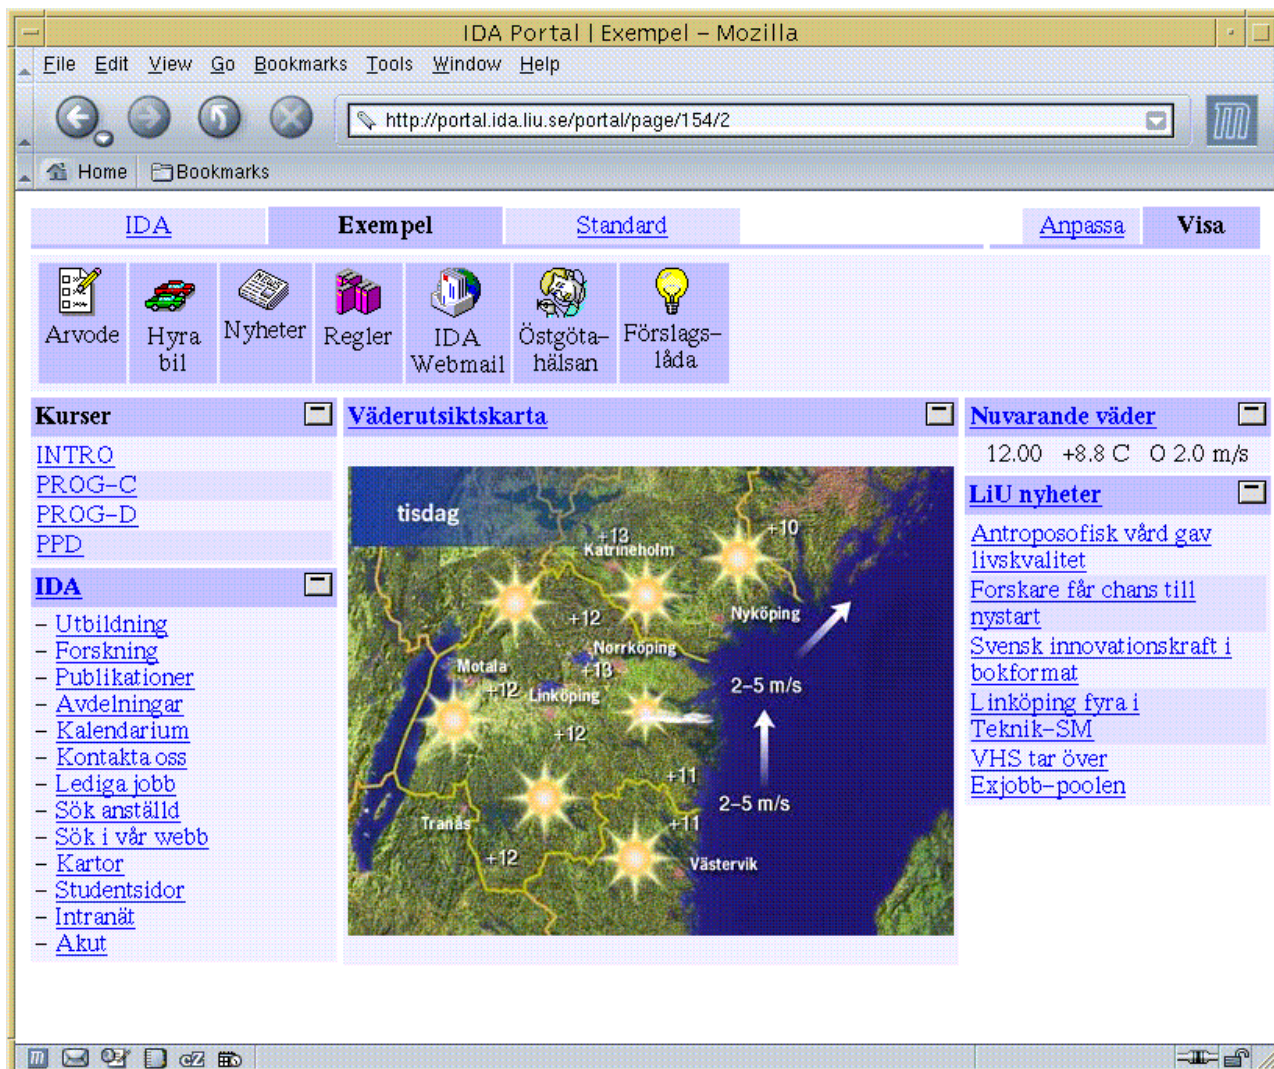 IDA Portal | Exempel – Mozilla
File Edit View Go Bookmarks Tools Window Help
http://portal.ida.liu.se/portal/page/154/2
Home Bookmarks
IDA Exempel Standard Anpassa Visa
Arvode
Hyra
bil
Nyheter
Regler
IDA
Webmail
Östgöta–
hälsan
Förslags–
låda
Kurser
INTRO
PROG–C
PROG–D
PPD
IDA
– Utbildning
– Forskning
– Publikationer
– Avdelningar
– Kalendarium
– Kontakta oss
– Lediga jobb
– Sök anställd
– Sök i vår webb
– Kartor
– Studentsidor
– Intranät
– Akut
Väderutsiktskarta
tisdag
+13
Katrineholm
+10
+12
Nyköping
Norrköping
Motala
+13
+12
Linköping
2–5 m/s
+12
+11
2–5 m/s
Tranås
+11
+12
Västervik
Nuvarande väder
12.00 +8.8 C O 2.0 m/s
LiU nyheter
Antroposofisk vård gav
livskvalitet
Forskare får chans till
nystart
Svensk innovationskraft i
bokformat
Linköping fyra i
Teknik–SM
VHS tar över
Exjobb–poolen